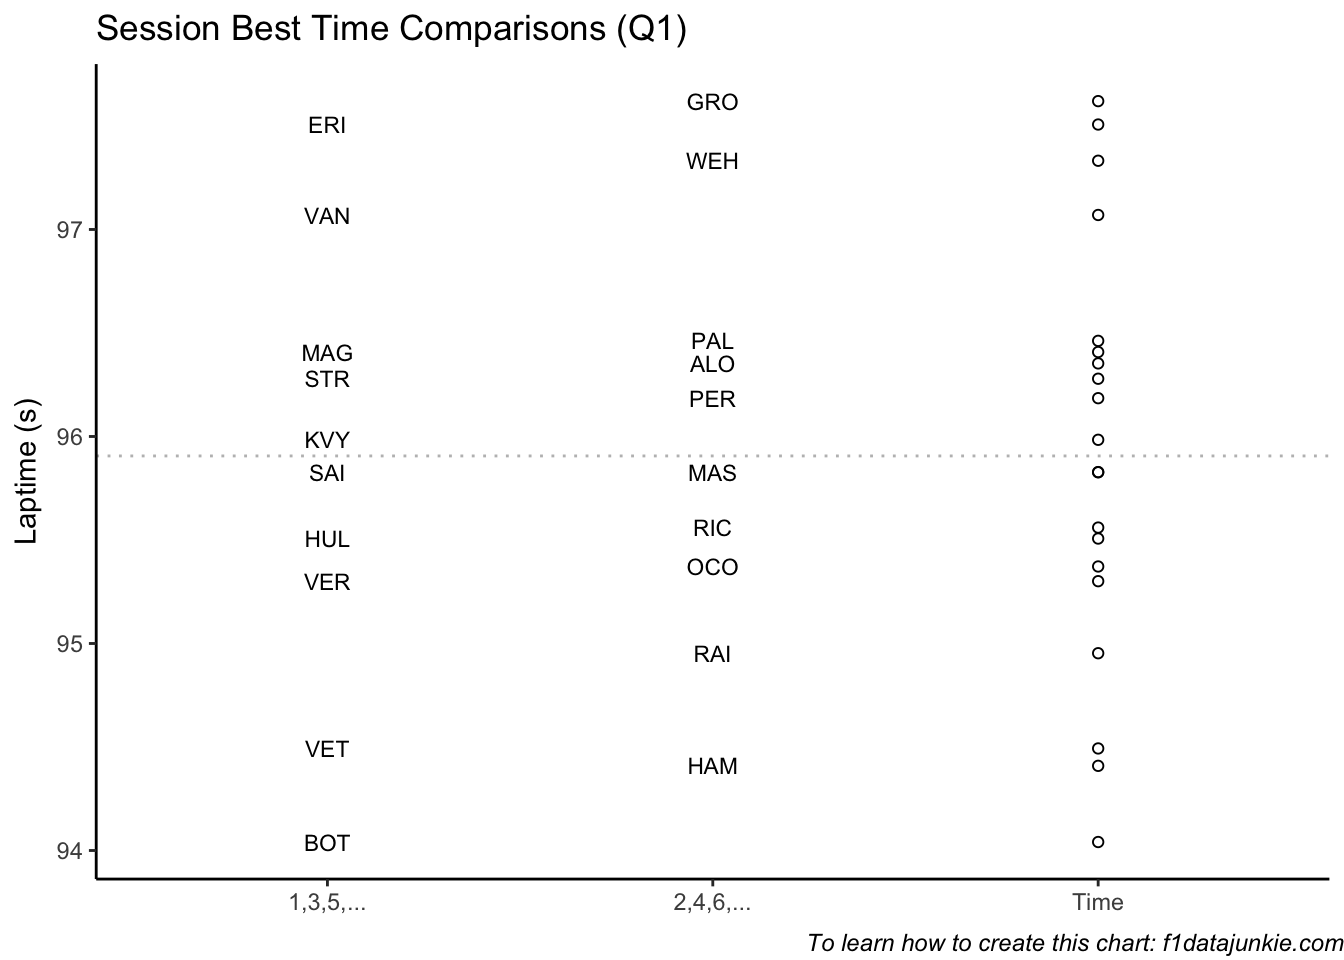 Session Best Time Comparisons (Q1)
GRO
ERI
WEH
97
VAN
PAL
MAG
ALO
STR
PER
96
KVY
SAI
MAS
RIC
HUL
OCO
VER
95
RAI
VET
HAM
94
BOT
Laptime (s)
1,3,5,...
2,4,6,...
Time
To learn how to create this chart: f1datajunkie.com